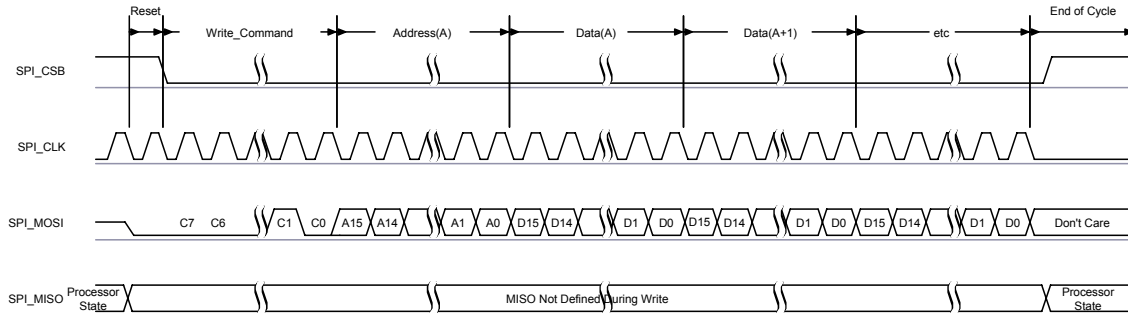 Reset
End of Cycle
Write_Command Address(A) Data(A) Data(A+1) etc
SPI_CSB
SPI_CLK
SPI_MOSI C7 C6 C1 C0 A15 A14 A1 A0 D15 D14 D1 D0 D15 D14 D1 D0 D15 D14 D1 D0 Don't Care
SPI_MISO Processor State MISO Not Defined During Write Processor State